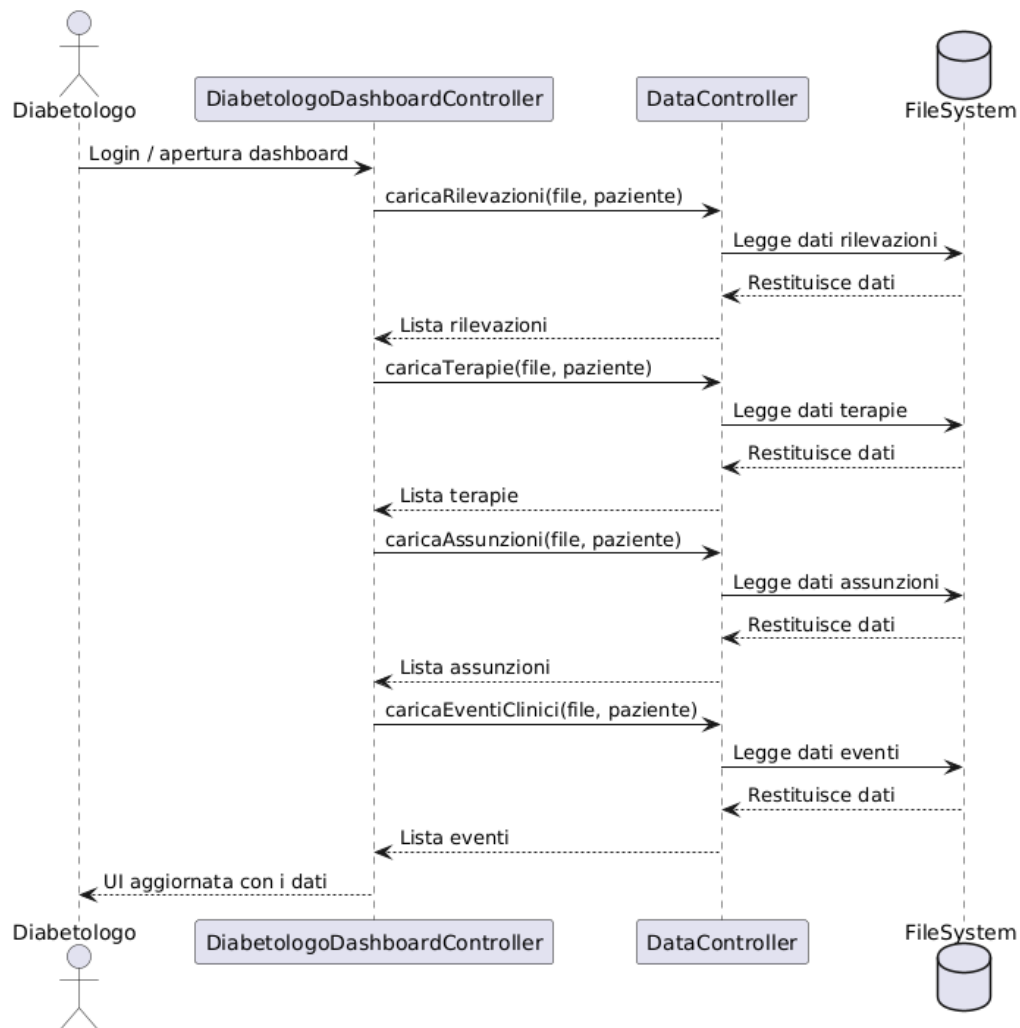 Diabetologo
DiabetologoDashboardController
DataController
FileSystem
Login / apertura dashboard
caricaRilevazioni(file, paziente)
Legge dati rilevazioni
Restituisce dati
Lista rilevazioni
caricaTerapie(file, paziente)
Legge dati terapie
Restituisce dati
Lista terapie
caricaAssunzioni(file, paziente)
Legge dati assunzioni
Restituisce dati
Lista assunzioni
caricaEventiClinici(file, paziente)
Legge dati eventi
Restituisce dati
Lista eventi
UI aggiornata con i dati
Diabetologo
DiabetologoDashboardController
DataController
FileSystem